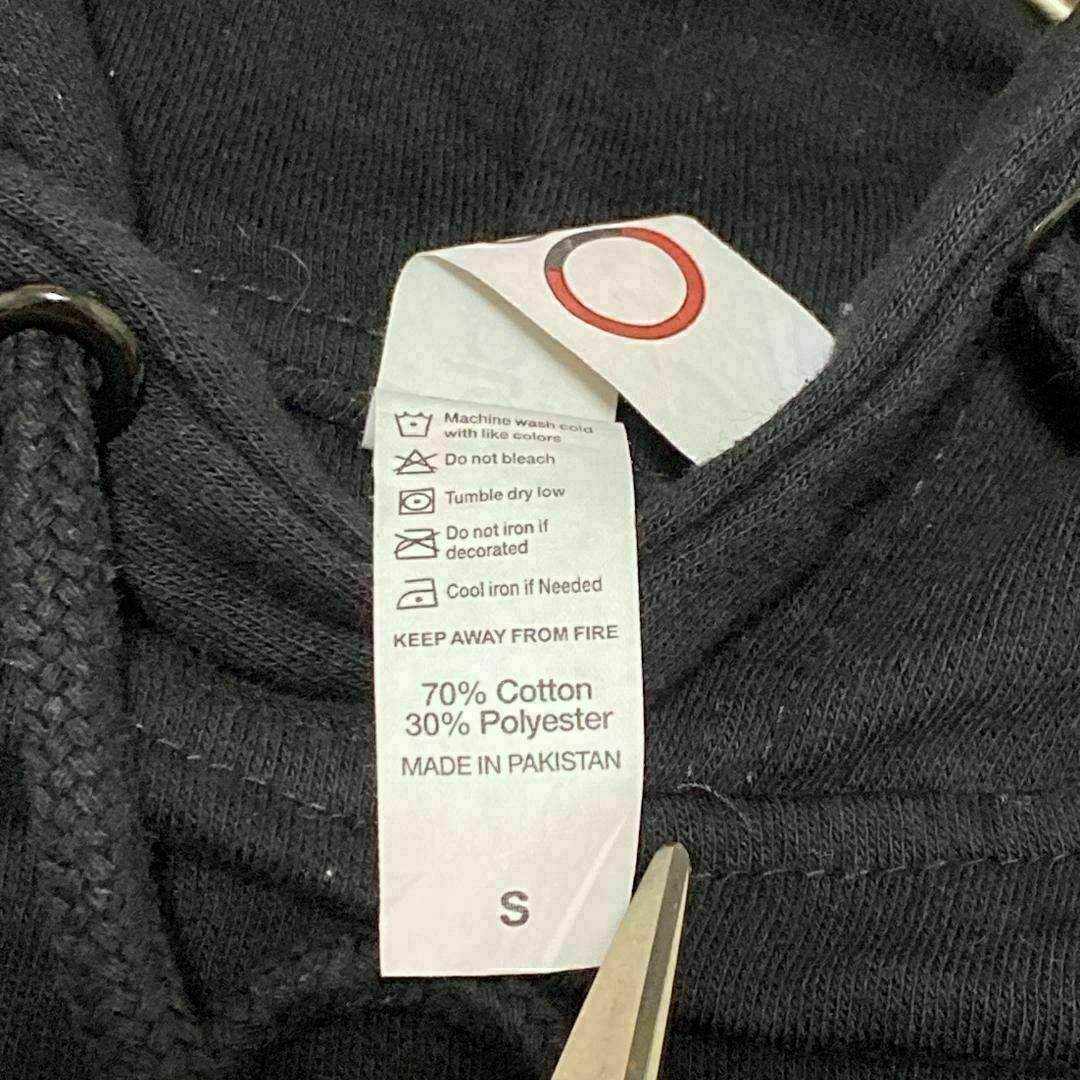 Machine wash cold
with like colors
Do not bleach
Tumble dry low
Do not iron if
decorated
Cool iron if Needed
KEEP AWAY FROM FIRE
70% Cotton
30% Polyester
MADE IN PAKISTAN
S